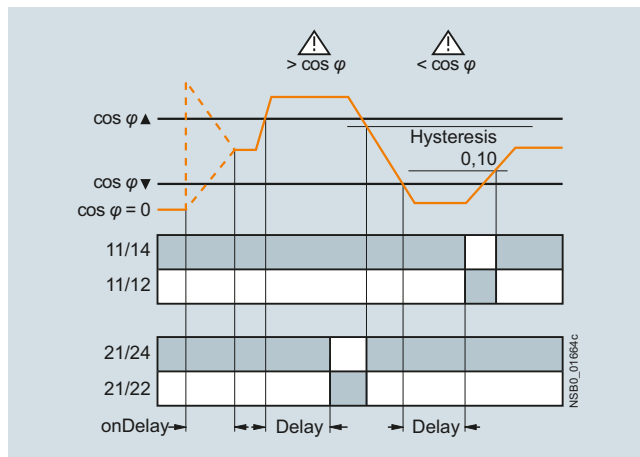 > cos φ
< cos φ
cos φ ▲
Hysteresis
0,10
cos φ ▼
cos φ = 0
11/14
11/12
21/24
21/22
onDelay
Delay
Delay
NSB0_01664c